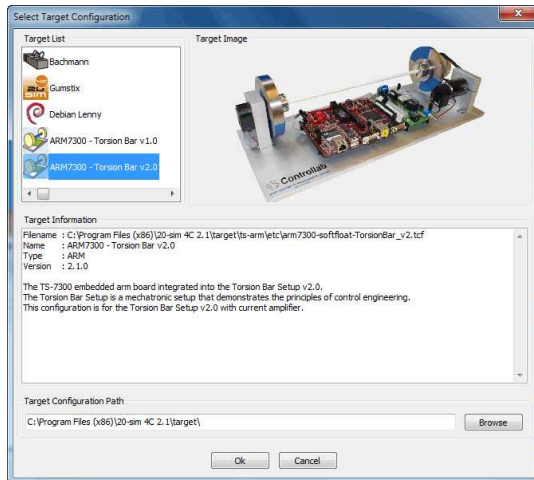 Select Target Configuration
Target List
Target Image
Bachmann
Gumstix
Debian Lenny
ARM7300 - Torsion Bar v1.0
ARM7300 - Torsion Bar v2.0
Controllab
Target Information
Filename : C:\Program Files (x86)\20-sim 4C 2.1\target\ts-arm\etc\arm7300-softfloat-TorsionBar_v2.tcf
Name : ARM7300 - Torsion Bar v2.0
Type : ARM
Version : 2.1.0
The TS-7300 embedded arm board integrated into the Torsion Bar Setup v2.0.
The Torsion Bar Setup is a mechatronic setup that demonstrates the principles of control engineering.
This configuration is for the Torsion Bar Setup v2.0 with current amplifier.
Target Configuration Path
C:\Program Files (x86)\20-sim 4C 2.1\target\
Browse
Ok
Cancel